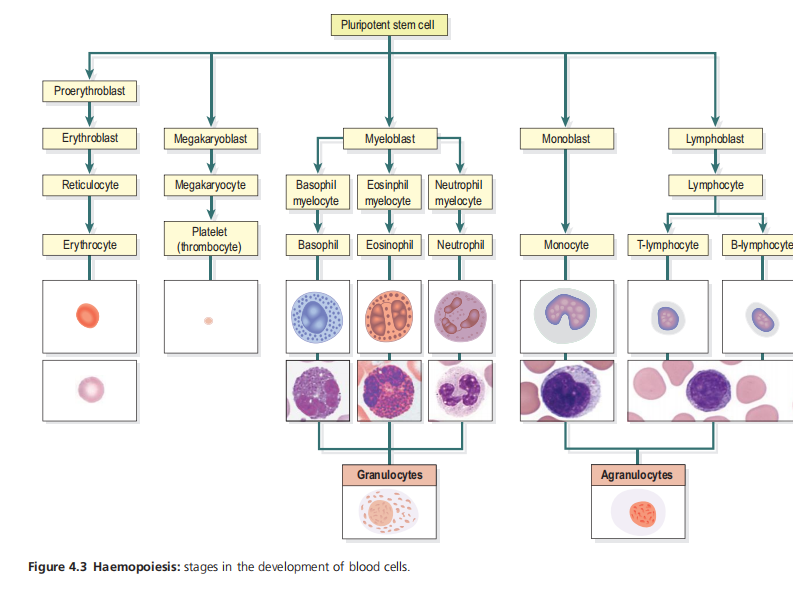 Pluripotent stem cell
Proerythroblast
Erythroblast
Megakaryoblast
Myeloblast
Monoblast
Lymphoblast
Reticulocyte
Megakaryocyte
Basophil
myelocyte
Eosinphil
myelocyte
Neutrophil
myelocyte
Lymphocyte
Erythrocyte
Platelet
(thrombocyte)
Basophil
Eosinophil
Neutrophil
Monocyte
T-lymphocyte
B-lymphocyte
Granulocytes
Agranulocytes
Figure 4.3 Haemopoiesis: stages in the development of blood cells.